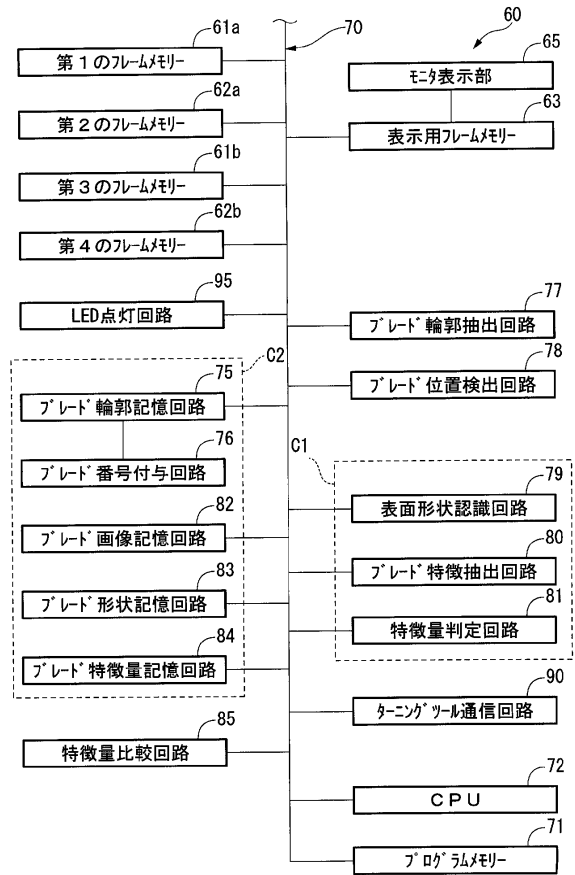 61a
第1のフレームメモリー
62a
第2のフレームメモリー
61b
第3のフレームメモリー
62b
第4のフレームメモリー
95
LED点灯回路
C2
75
ブレード輪郭記憶回路
76
ブレード番号付与回路
82
ブレード画像記憶回路
83
ブレード形状記憶回路
84
ブレード特徴量記憶回路
85
特徴量比較回路
70
60
65
モニタ表示部
63
表示用フレームメモリー
77
ブレード輪郭抽出回路
78
ブレード位置検出回路
C1
79
表面形状認識回路
80
ブレード特徴抽出回路
81
特徴量判定回路
90
ターニングツール通信回路
72
CPU
71
プログラムメモリー